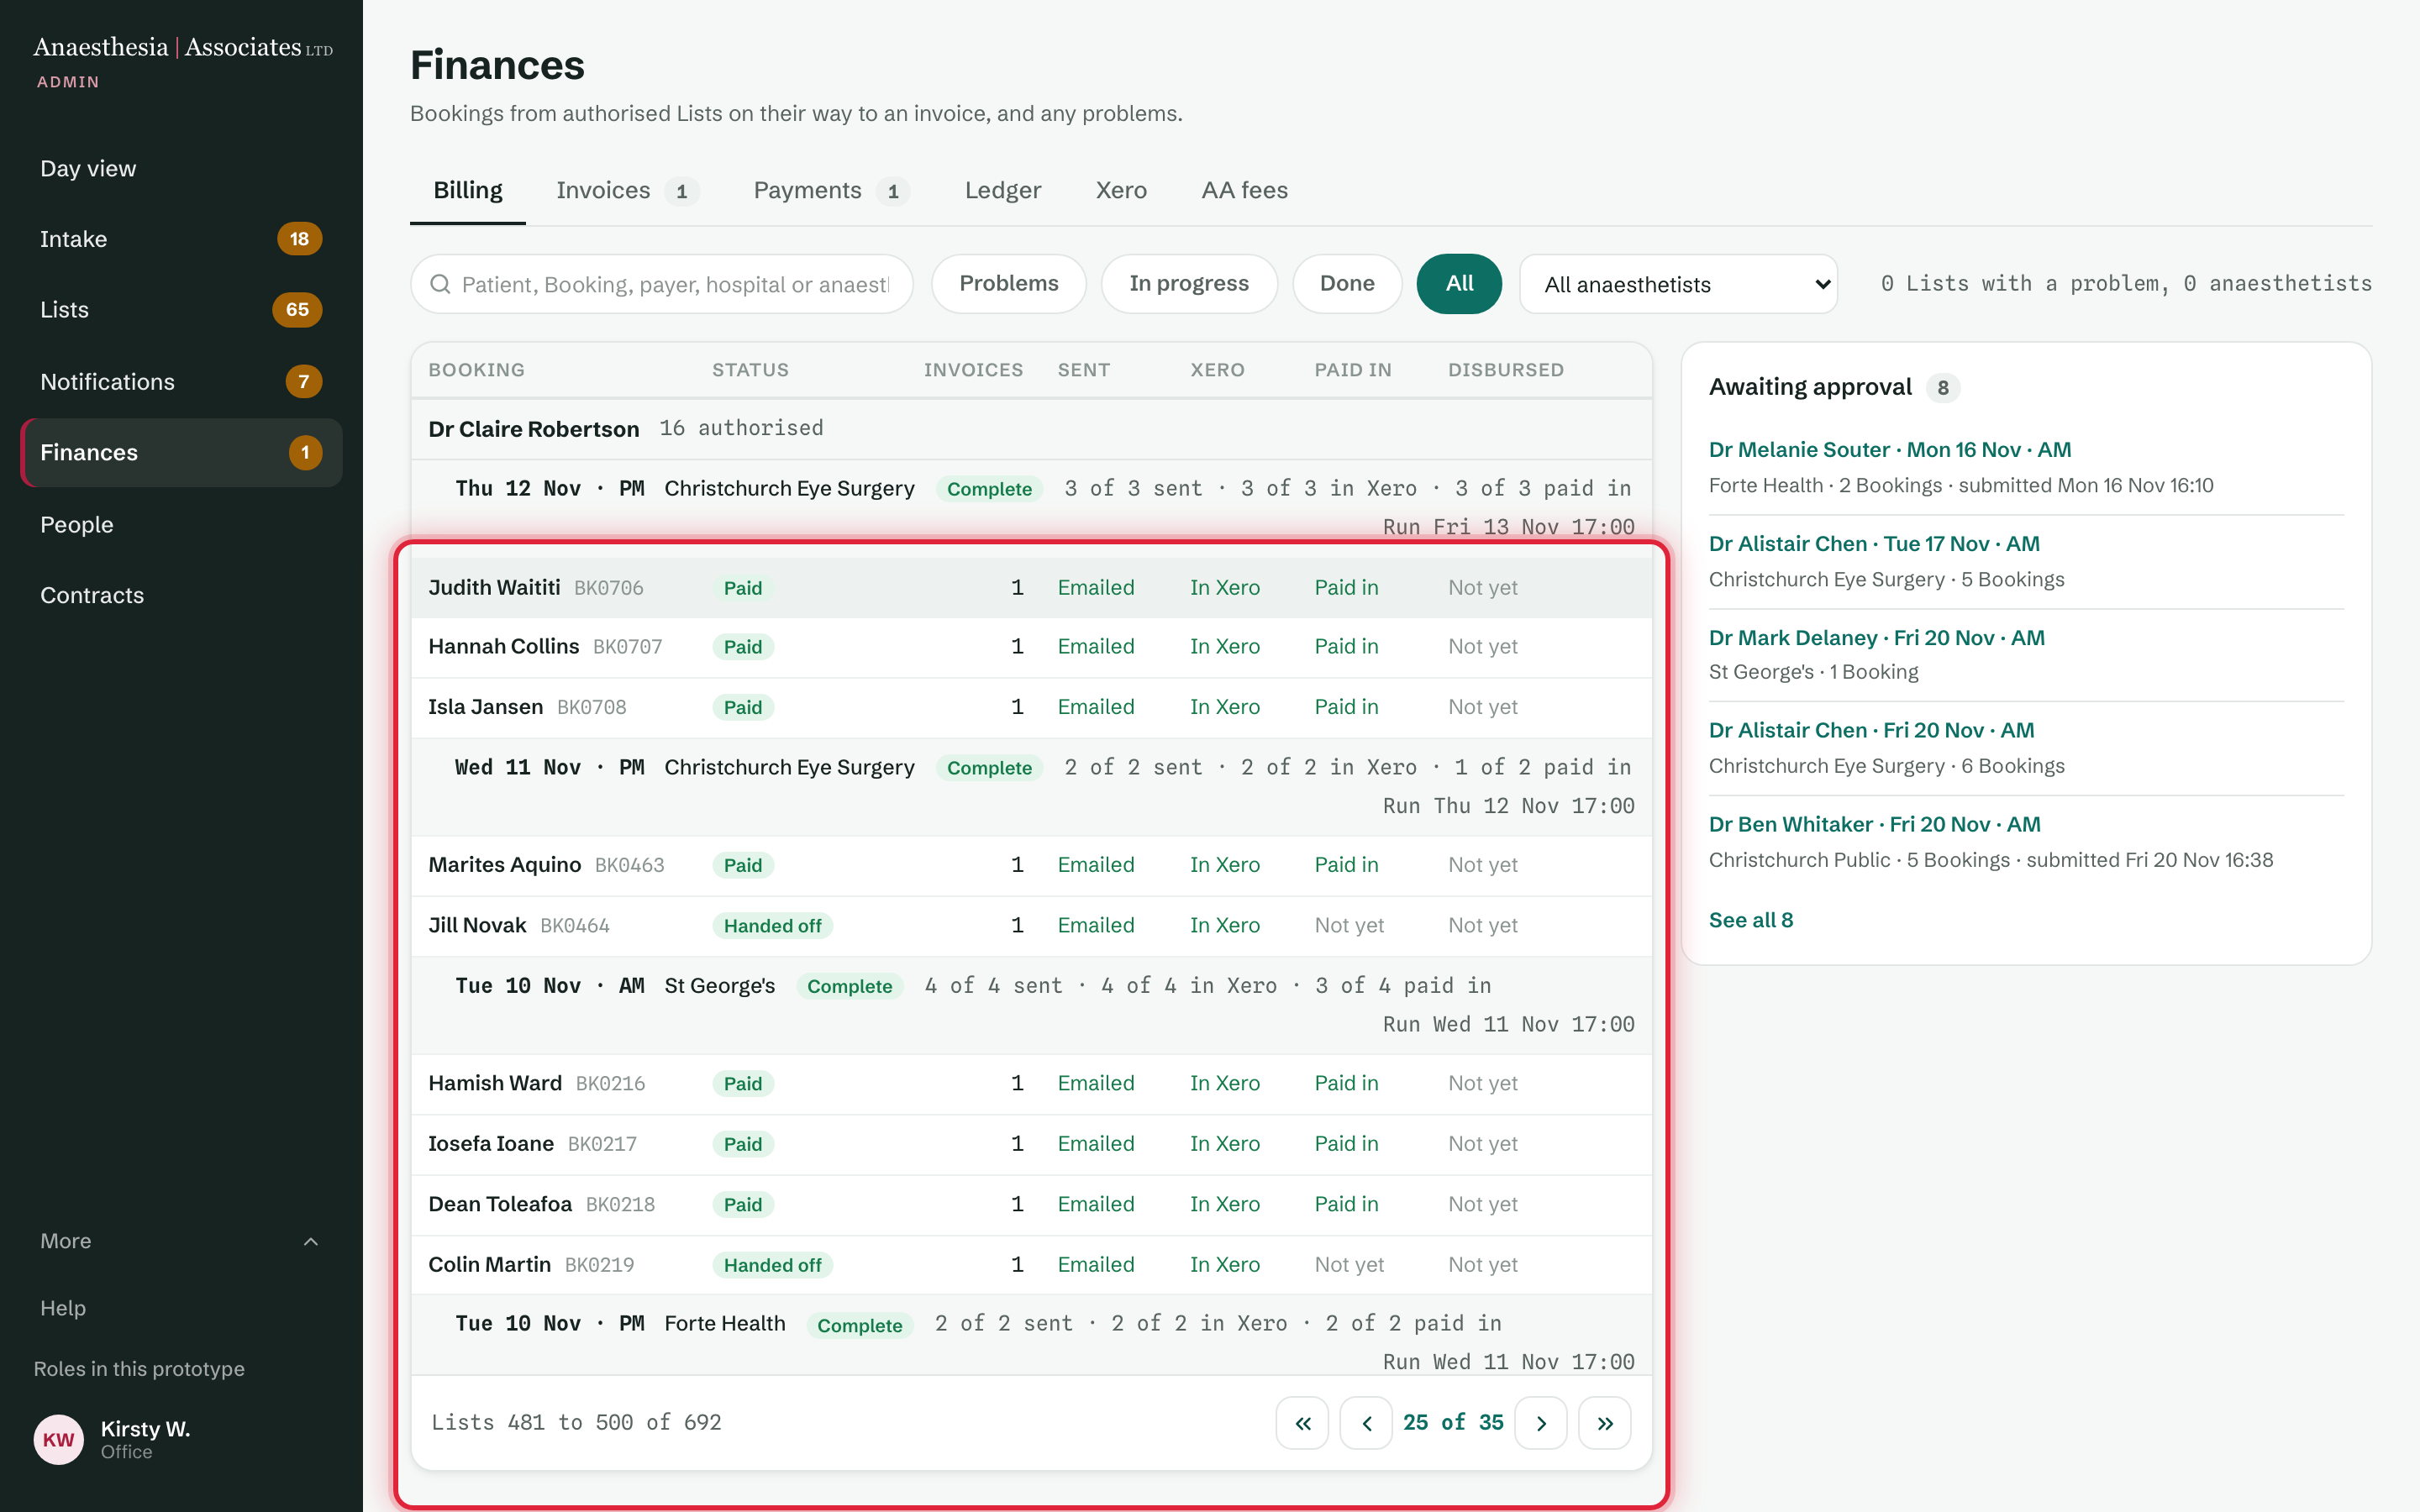 Anaesthesia | Associates LTD
ADMIN
Day view
Intake 18
Lists 65
Notifications 7
Finances 1
People
Contracts
More
Help
Roles in this prototype
KW
Kirsty W.
Office
Finances
Bookings from authorised Lists on their way to an invoice, and any problems.
Billing Invoices 1 Payments 1 Ledger Xero AA fees
Patient, Booking, payer, hospital or anaest Problems In progress Done All All anaesthetists 0 Lists with a problem, 0 anaesthetists
BOOKING STATUS INVOICES SENT XERO PAID IN DISBURSED
Dr Claire Robertson 16 authorised
Thu 12 Nov · PM Christchurch Eye Surgery Complete 3 of 3 sent · 3 of 3 in Xero · 3 of 3 paid in
Run Fri 13 Nov 17:00
Judith Waititi BK0706 Paid 1 Emailed In Xero Paid in Not yet
Hannah Collins BK0707 Paid 1 Emailed In Xero Paid in Not yet
Isla Jansen BK0708 Paid 1 Emailed In Xero Paid in Not yet
Wed 11 Nov · PM Christchurch Eye Surgery Complete 2 of 2 sent · 2 of 2 in Xero · 1 of 2 paid in
Run Thu 12 Nov 17:00
Marites Aquino BK0463 Paid 1 Emailed In Xero Paid in Not yet
Jill Novak BK0464 Handed off 1 Emailed In Xero Not yet Not yet
Tue 10 Nov · AM St George's Complete 4 of 4 sent · 4 of 4 in Xero · 3 of 4 paid in
Run Wed 11 Nov 17:00
Hamish Ward BK0216 Paid 1 Emailed In Xero Paid in Not yet
Iosefa Ioane BK0217 Paid 1 Emailed In Xero Paid in Not yet
Dean Toleafoa BK0218 Paid 1 Emailed In Xero Paid in Not yet
Colin Martin BK0219 Handed off 1 Emailed In Xero Not yet Not yet
Tue 10 Nov · PM Forte Health Complete 2 of 2 sent · 2 of 2 in Xero · 2 of 2 paid in
Run Wed 11 Nov 17:00
Lists 481 to 500 of 692 « ‹ 25 of 35 › »
Awaiting approval 8
Dr Melanie Souter · Mon 16 Nov · AM
Forte Health · 2 Bookings · submitted Mon 16 Nov 16:10
Dr Alistair Chen · Tue 17 Nov · AM
Christchurch Eye Surgery · 5 Bookings
Dr Mark Delaney · Fri 20 Nov · AM
St George's · 1 Booking
Dr Alistair Chen · Fri 20 Nov · AM
Christchurch Eye Surgery · 6 Bookings
Dr Ben Whitaker · Fri 20 Nov · AM
Christchurch Public · 5 Bookings · submitted Fri 20 Nov 16:38
See all 8